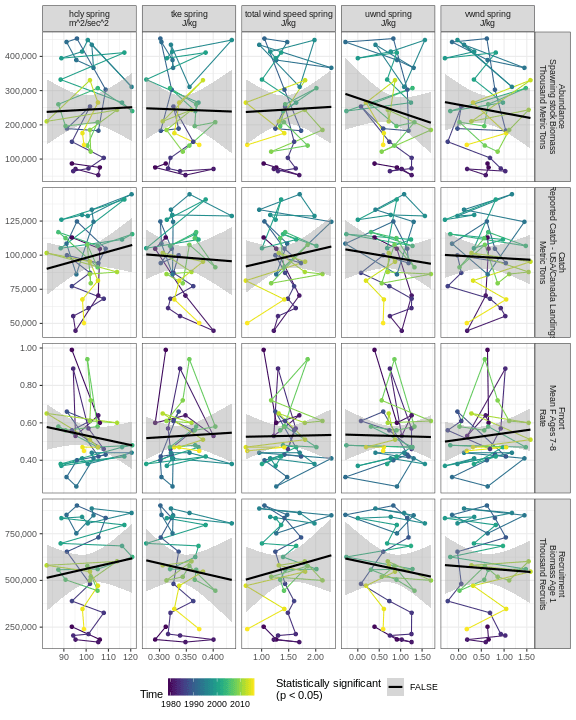 hcly spring
m^2/sec^2
tke spring
J/kg
total wind speed spring
J/kg
uwnd spring
J/kg
vwnd spring
J/kg
400,000
300,000
200,000
100,000
Abundance
Spawning stock Biomass
Thousand Metric Tons
125,000
100,000
75,000
50,000
Catch
Reported Catch - USA/Canada Landings
Metric Tons
1.00
0.80
0.60
0.40
Fmort
Mean F Ages 7-8
Rate
750,000
500,000
250,000
Recruitment
Biomass Age 1
Thousand Recruits
90 100 110 120
0.300 0.350 0.400
1.00 1.50 2.00
0.00 0.50 1.00 1.50
0.00 0.50 1.00 1.50
Time
1980 1990 2000 2010
Statistically significant
(p < 0.05)
FALSE